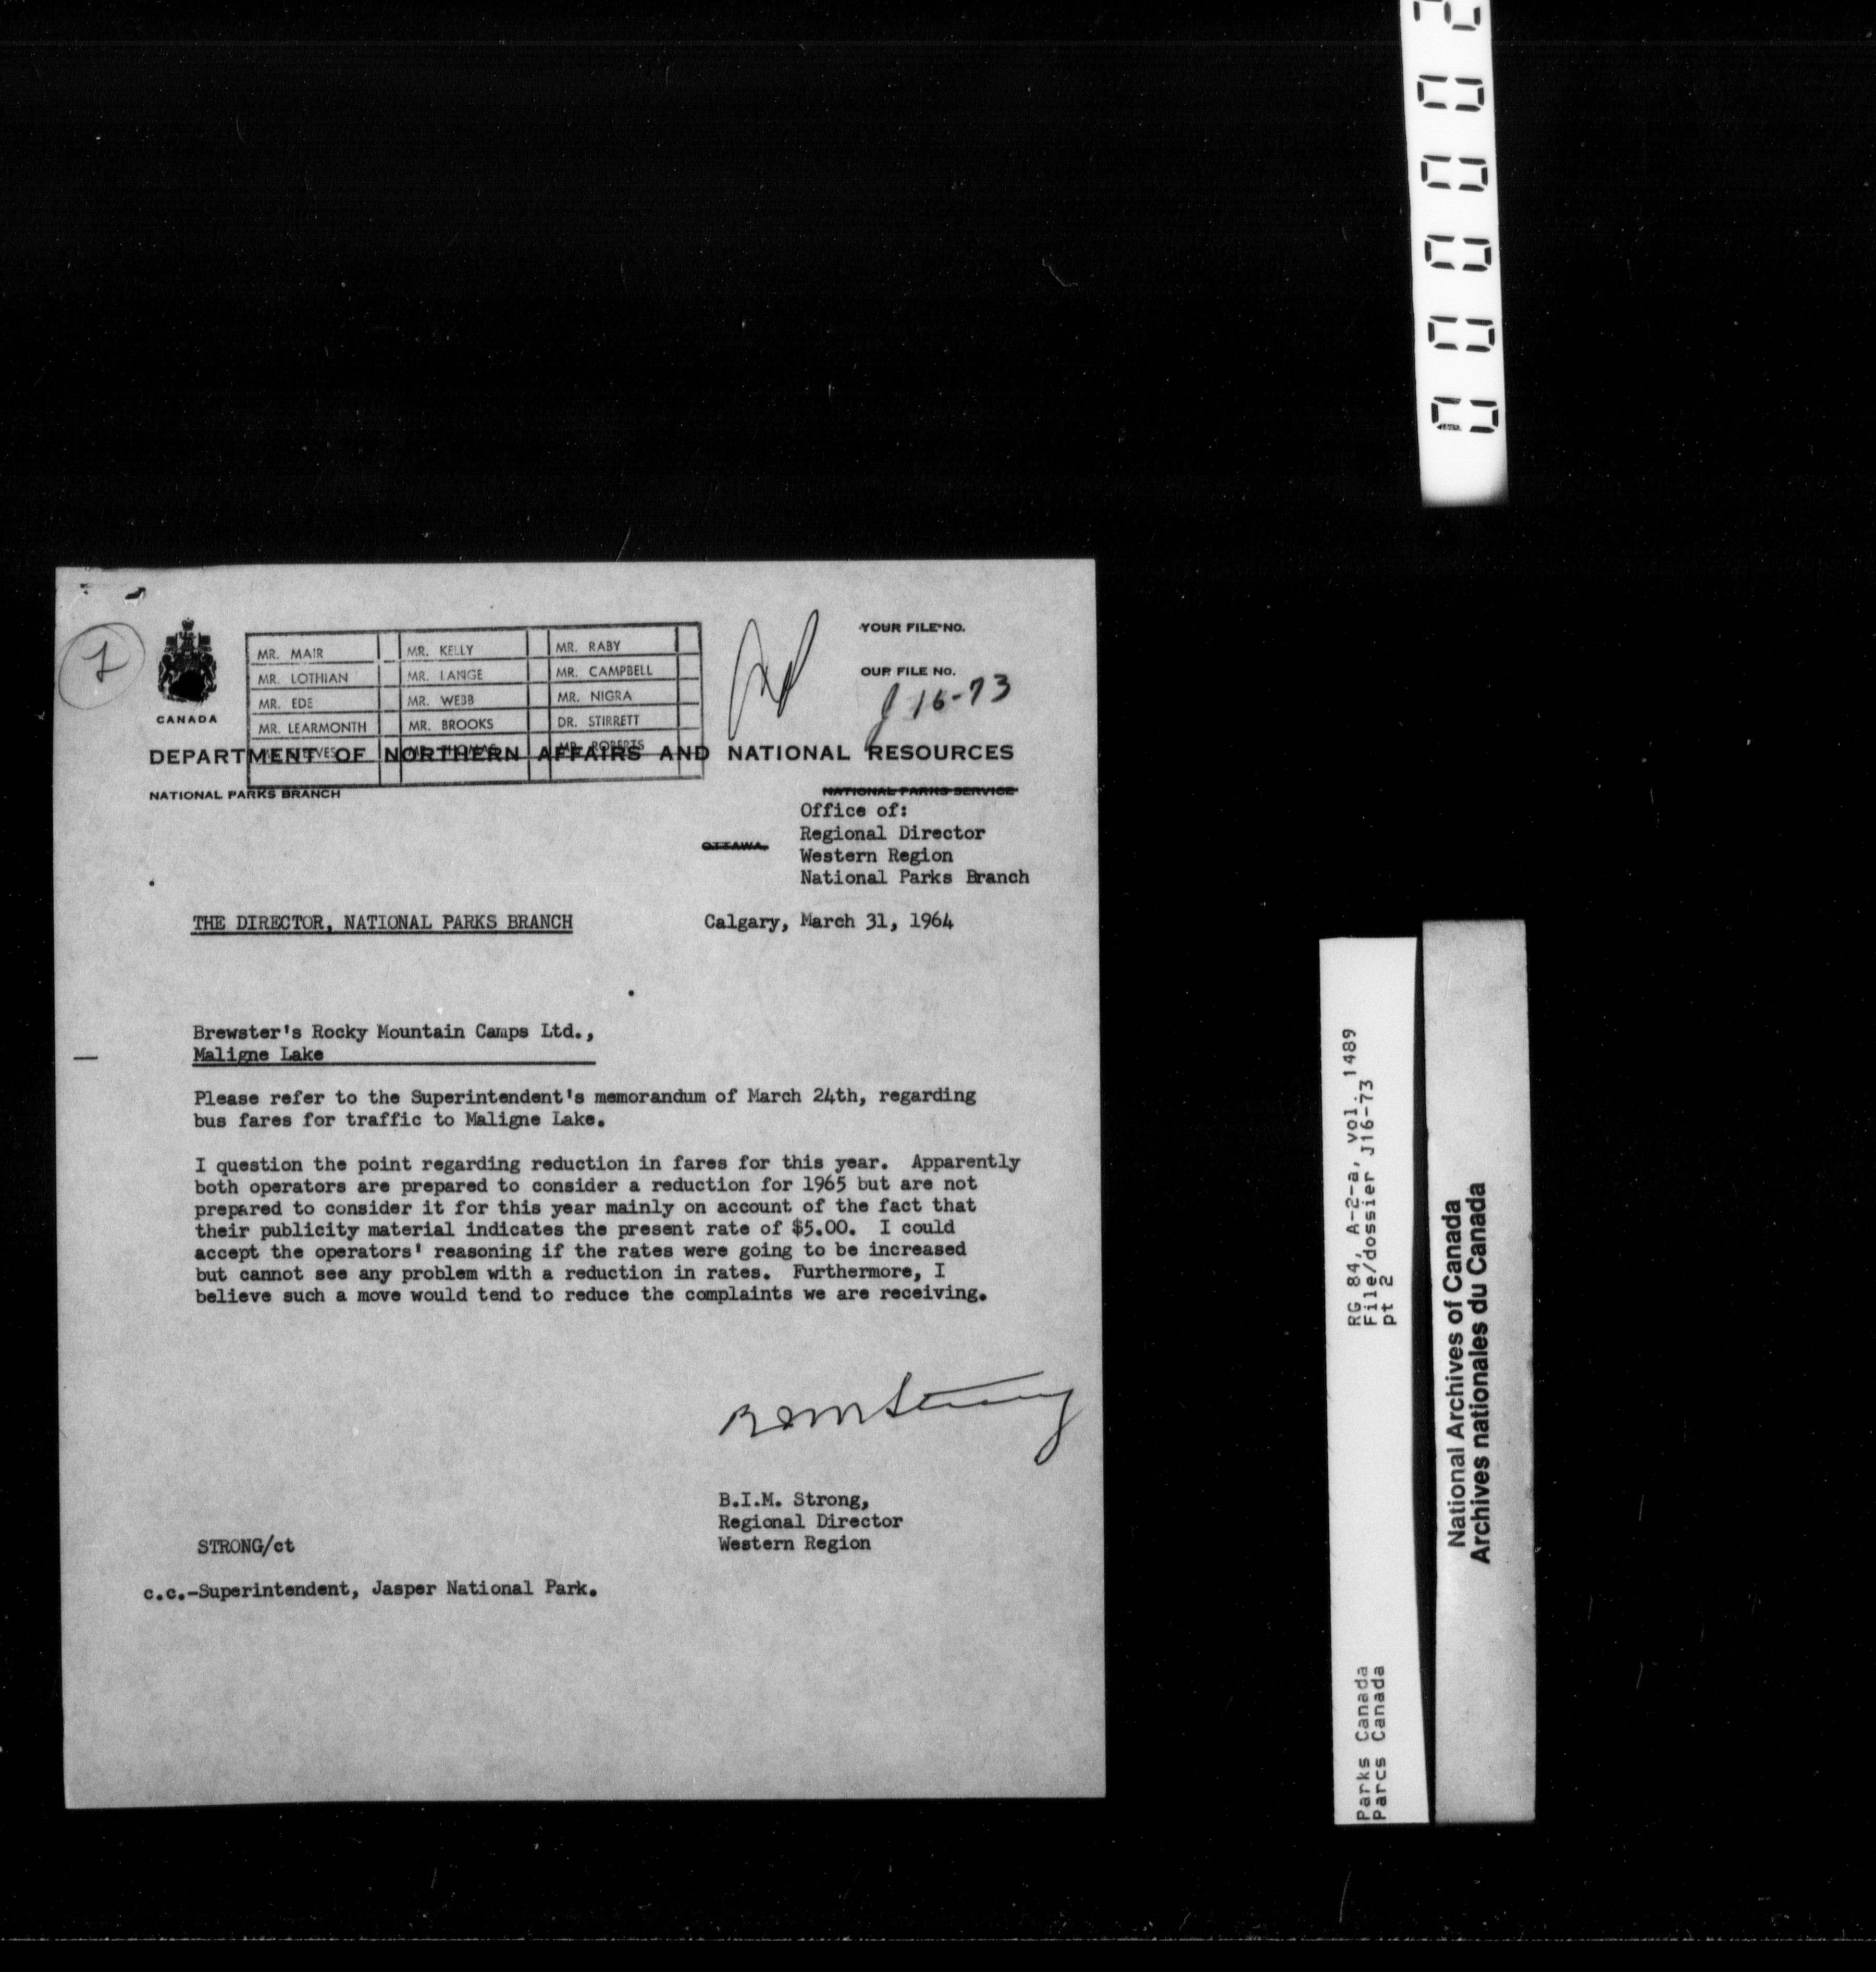 1
CANADA
MR. MAIR MR. KELLY MR. RABY
MR. LOTHIAN MR. LANGE MR. CAMPBELL
MR. EDE MR. WEBB MR. NIGRA
MR. LEARMONTH MR. BROOKS DR. STIRRETT
MR. THOMAS MR. ROBERTS
YOUR FILE NO.
OUR FILE NO.
J 16-73
DEPARTMENT OF NORTHERN AFFAIRS AND NATIONAL RESOURCES
NATIONAL PARKS BRANCH
NATIONAL PARKS SERVICE
OTTAWA,
Office of:
Regional Director
Western Region
National Parks Branch
THE DIRECTOR, NATIONAL PARKS BRANCH
Calgary, March 31, 1964
Brewster's Rocky Mountain Camps Ltd.,
Maligne Lake
Please refer to the Superintendent's memorandum of March 24th, regarding
bus fares for traffic to Maligne Lake.
I question the point regarding reduction in fares for this year. Apparently
both operators are prepared to consider a reduction for 1965 but are not
prepared to consider it for this year mainly on account of the fact that
their publicity material indicates the present rate of $5.00. I could
accept the operators' reasoning if the rates were going to be increased
but cannot see any problem with a reduction in rates. Furthermore, I
believe such a move would tend to reduce the complaints we are receiving.
B.I.M. Strong
B.I.M. Strong,
Regional Director
Western Region
STRONG/ct
c.c.-Superintendent, Jasper National Park.
RG 84, A-2-a, vol. 1489
File/dossier J16-73
pt 2
Parks Canada
Parcs Canada
National Archives of Canada
Archives nationales du Canada